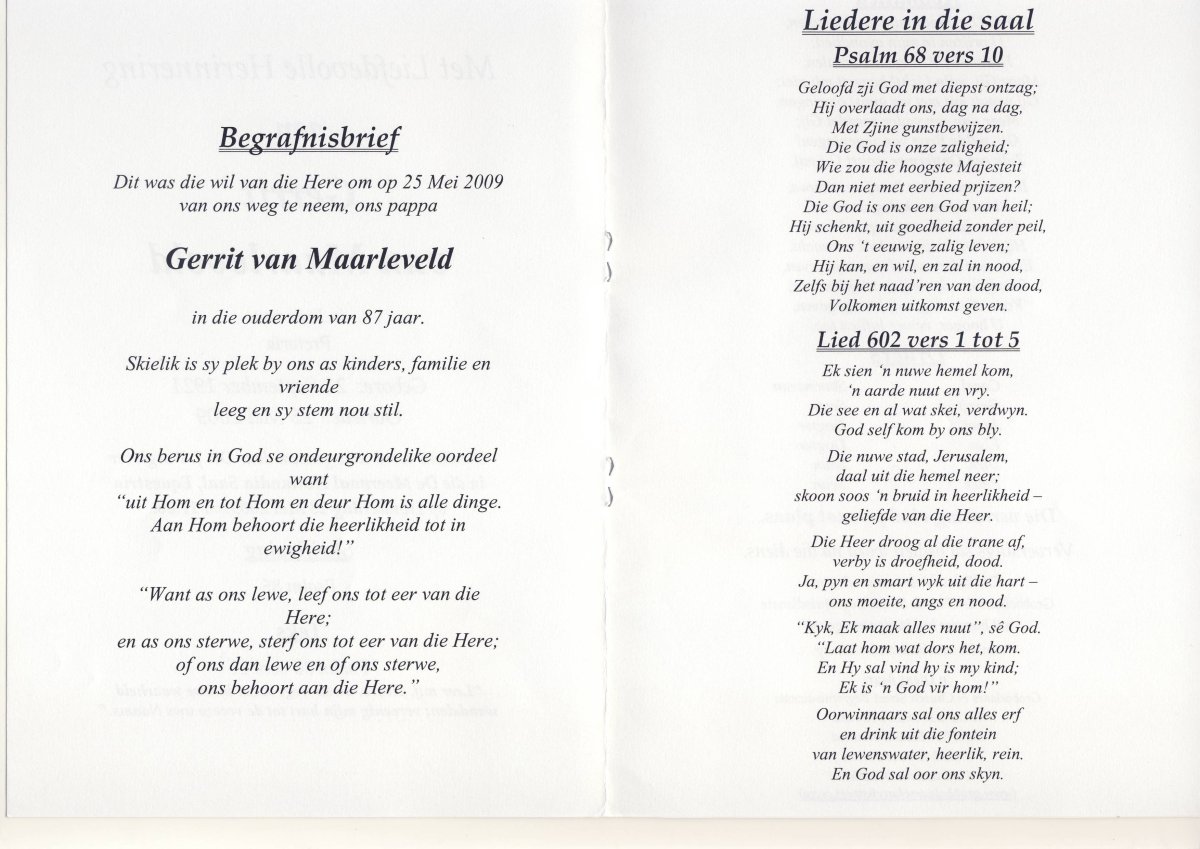 Begrafnisbrief
Dit was die wil van die Here om op 25 Mei 2009
van ons weg te neem, ons pappa
Gerrit van Maarleveld
in die ouderdom van 87 jaar.
Skielik is sy plek by ons as kinders, familie en
vriende
leeg en sy stem nou stil.
Ons berus in God se ondeurgrondelike oordeel
want
“uit Hom en tot Hom en deur Hom is alle dinge.
Aan Hom behoort die heerlikheid tot in
ewigheid!”
“Want as ons lewe, leef ons tot eer van die
Here;
en as ons sterwe, sterf ons tot eer van die Here;
of ons dan lewe en of ons sterwe,
ons behoort aan die Here.”
Liedere in die saal
Psalm 68 vers 10
Geloofd zji God met diepst ontzag;
Hij overlaadt ons, dag na dag,
Met Zjine gunstbewijzen.
Die God is onze zaligheid;
Wie zou die hoogste Majesteit
Dan niet met eerbied prjizen?
Die God is ons een God van heil;
Hij schenkt, uit goedheid zonder peil,
Ons ‘t eeuwig, zalig leven;
Hij kan, en wil, en zal in nood,
Zelfs bij het naad’ren van den dood,
Volkomen uitkomst geven.
Lied 602 vers 1 tot 5
Ek sien ‘n nuwe hemel kom,
‘n aarde nuut en vry.
Die see en al wat skei, verdwyn.
God self kom by ons bly.
Die nuwe stad, Jerusalem,
daal uit die hemel neer;
skoon soos ‘n bruid in heerlikheid –
geliefde van die Heer.
Die Heer droog al die trane af,
verby is droefheid, dood.
Ja, pyn en smart wyk uit die hart –
ons moeite, angs en nood.
“Kyk, Ek maak alles nuut”, sê God.
“Laat hom wat dors het, kom.
En Hy sal vind hy is my kind;
Ek is ‘n God vir hom!”
Oorwinnaars sal ons alles erf
en drink uit die fontein
van lewenswater, heerlik, rein.
En God sal oor ons skyn.